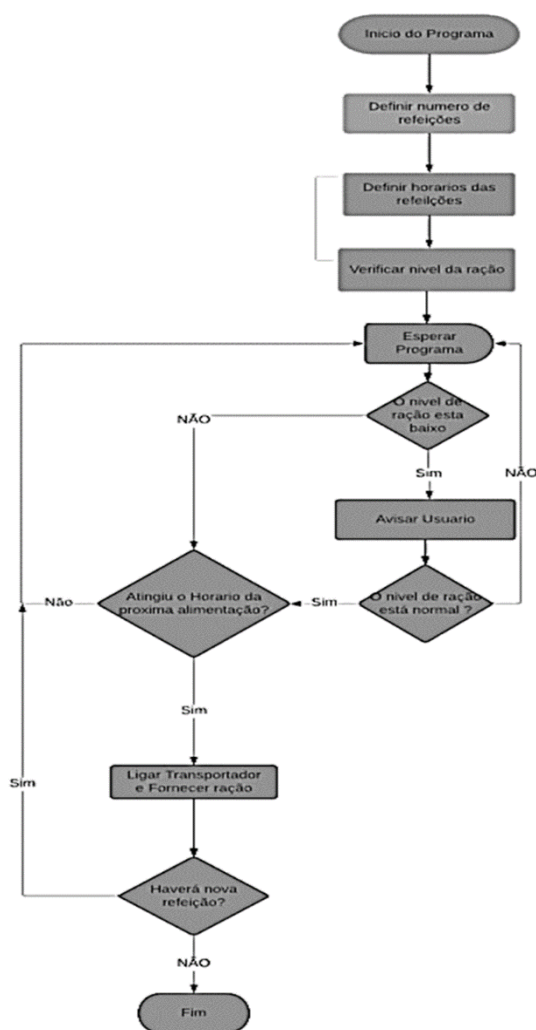 Inicio do Programa
Definir numero de
refeições
Definir horarios das
refeilções
Verificar nivel da ração
Esperar
Programa
O nivel de
ração esta
baixo
NÃO
Sim
NÃO
Avisar Usuario
Atingiu o Horario da
proxima alimentação?
Não
Sim
O nivel de ração
está normal ?
Sim
Ligar Transportador
e Fornecer ração
Sim
Haverá nova
refeição?
NÃO
Fim